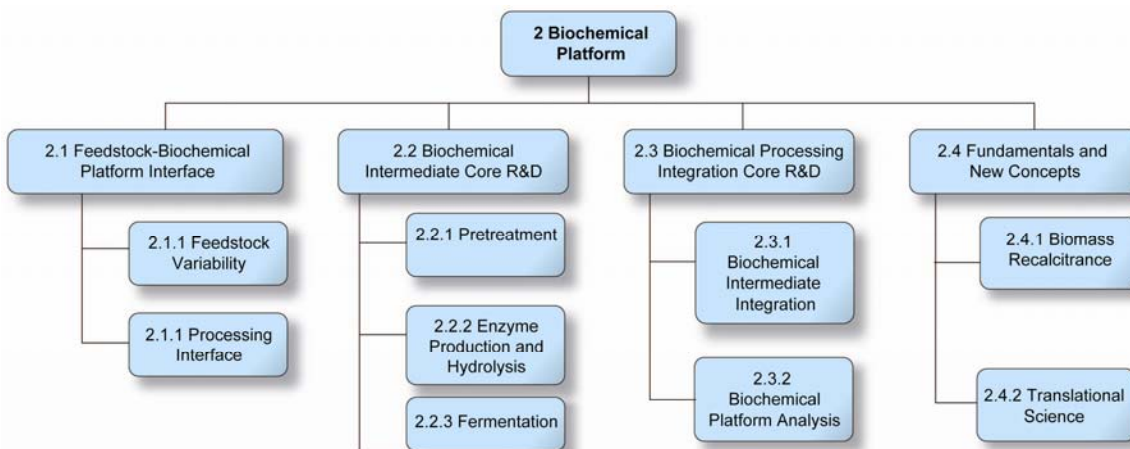 2 Biochemical
Platform
2.1 Feedstock-Biochemical
Platform Interface
2.2 Biochemical
Intermediate Core R&D
2.3 Biochemical Processing
Integration Core R&D
2.4 Fundamentals and
New Concepts
2.1.1 Feedstock
Variability
2.1.1 Processing
Interface
2.2.1 Pretreatment
2.2.2 Enzyme
Production and
Hydrolysis
2.2.3 Fermentation
2.3.1
Biochemical
Intermediate
Integration
2.3.2
Biochemical
Platform Analysis
2.4.1 Biomass
Recalcitrance
2.4.2 Translational
Science